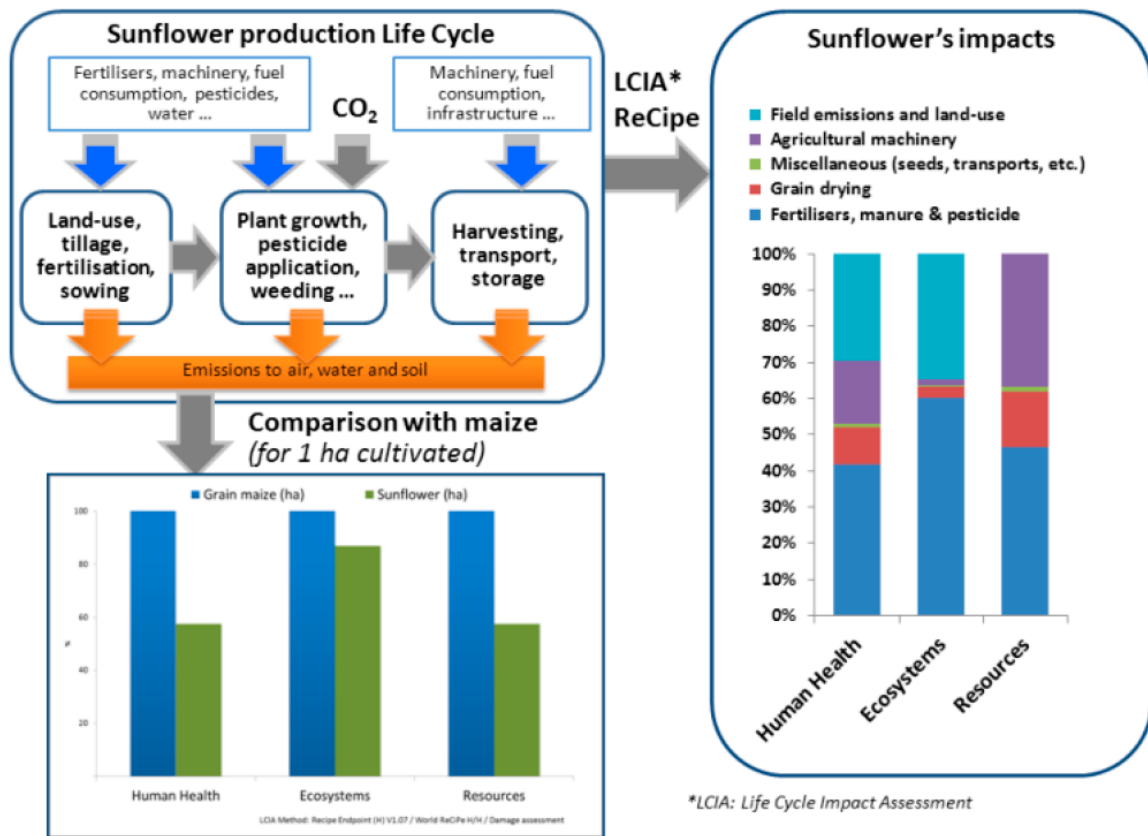 Sunflower production Life Cycle
Fertilisers, machinery, fuel
consumption, pesticides,
water ...
CO2
Machinery, fuel
consumption,
infrastructure ...
Land-use,
tillage,
fertilisation,
sowing
Plant growth,
pesticide
application,
weeding ...
Harvesting,
transport,
storage
Emissions to air, water and soil
LCIA*
ReCipe
Comparison with maize
(for 1 ha cultivated)
Grain maize (ha)
Sunflower (ha)
100
80
60
%
40
20
Human Health
Ecosystems
Resources
LCIA Method: Recipe Endpoint (H) V1.07 / World ReCiPe H/H / Damage assessment
Sunflower’s impacts
Field emissions and land-use
Agricultural machinery
Miscellaneous (seeds, transports, etc.)
Grain drying
Fertilisers, manure & pesticide
100%
90%
80%
70%
60%
50%
40%
30%
20%
10%
0%
Human Health
Ecosystems
Resources
*LCIA: Life Cycle Impact Assessment